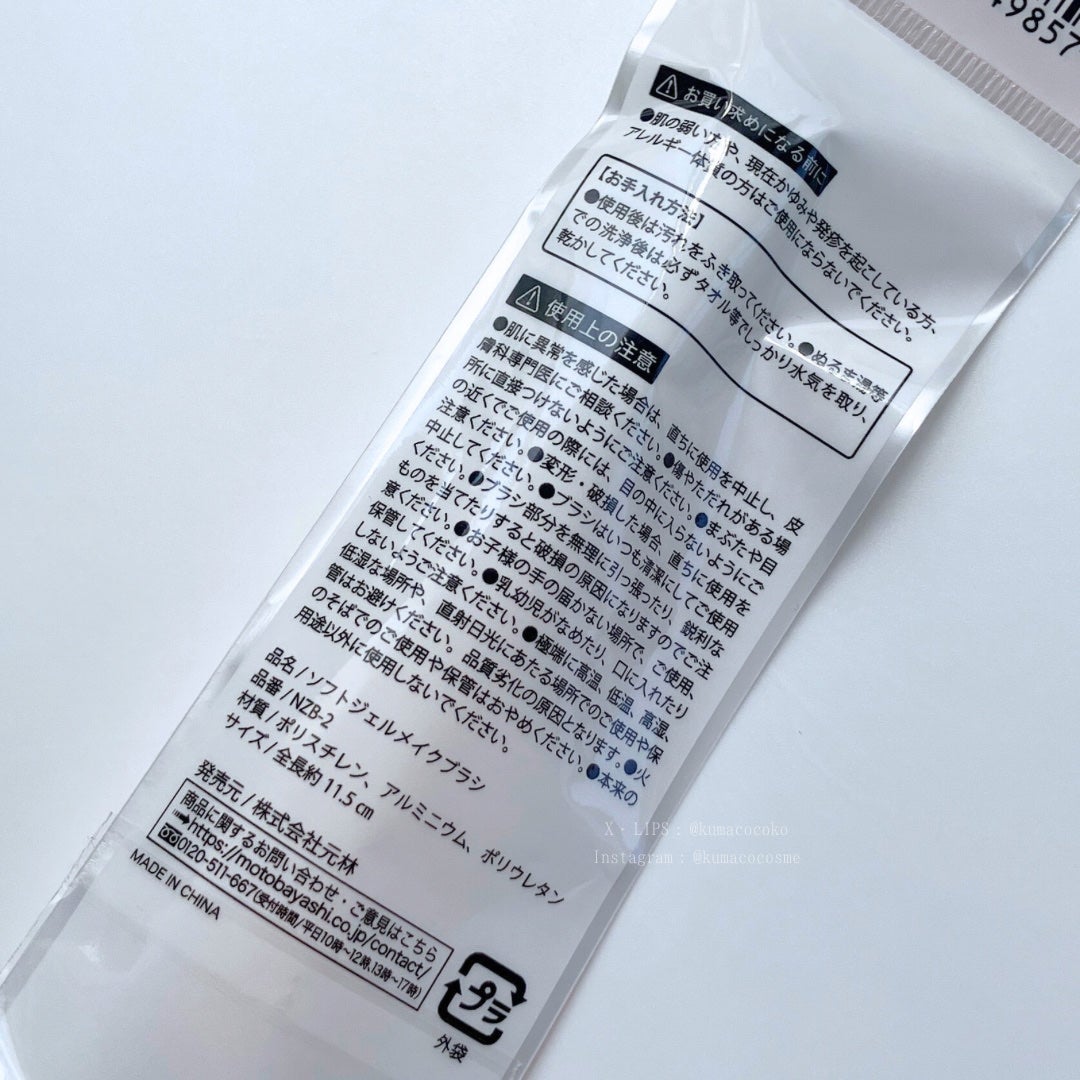 49857
お買い求めになる前に
●肌の弱い方や、現在かゆみや発疹を起こしている方、
アレルギー体質の方はご使用にならないでください。
【お手入れ方法】
●使用後は汚れをふき取ってください。●ぬるま湯等
での洗浄後は必ずタオル等でしっかり水気を取り、
乾かしてください。
使用上の注意
●肌に異常を感じた場合は、直ちに使用を中止し、皮
膚科専門医にご相談ください。●傷やただれがある場
所に直接つけないようにご注意ください。●まぶたや目
の近くでご使用の際には、目の中に入らないようにご
注意ください。●変形・破損した場合、直ちに使用を
中止してください。●ブラシはいつも清潔にしてご使用
ください。●ブラシ部分を無理に引っ張ったり、鋭利な
ものを当てたりすると破損の原因になりますのでご注
意ください。●お子様の手の届かない場所で、ご使用、
保管してください。●乳幼児がなめたり、口に入れたり
しないようご注意ください。●極端に高温、低温、高湿、
低湿な場所や、直射日光にあたる場所でのご使用や保
管はお避けください。品質劣化の原因となります。●火
のそばでのご使用や保管はおやめください。●本来の
用途以外に使用しないでください。
品名/ソフトジェルメイクブラシ
品番/NZB-2
材質/ポリスチレン、アルミニウム、ポリウレタン
サイズ/全長約11.5㎝
発売元/株式会社元林
商品に関するお問い合わせ・ご意見はこちら
➡https://motobayashi.co.jp/contact/
0120-511-667(受付時間/平日10時〜12時、13時〜17時)
MADE IN CHINA
プラ
外袋
X・LIPS：@kumacocoko
Instagram：@kumacocosme